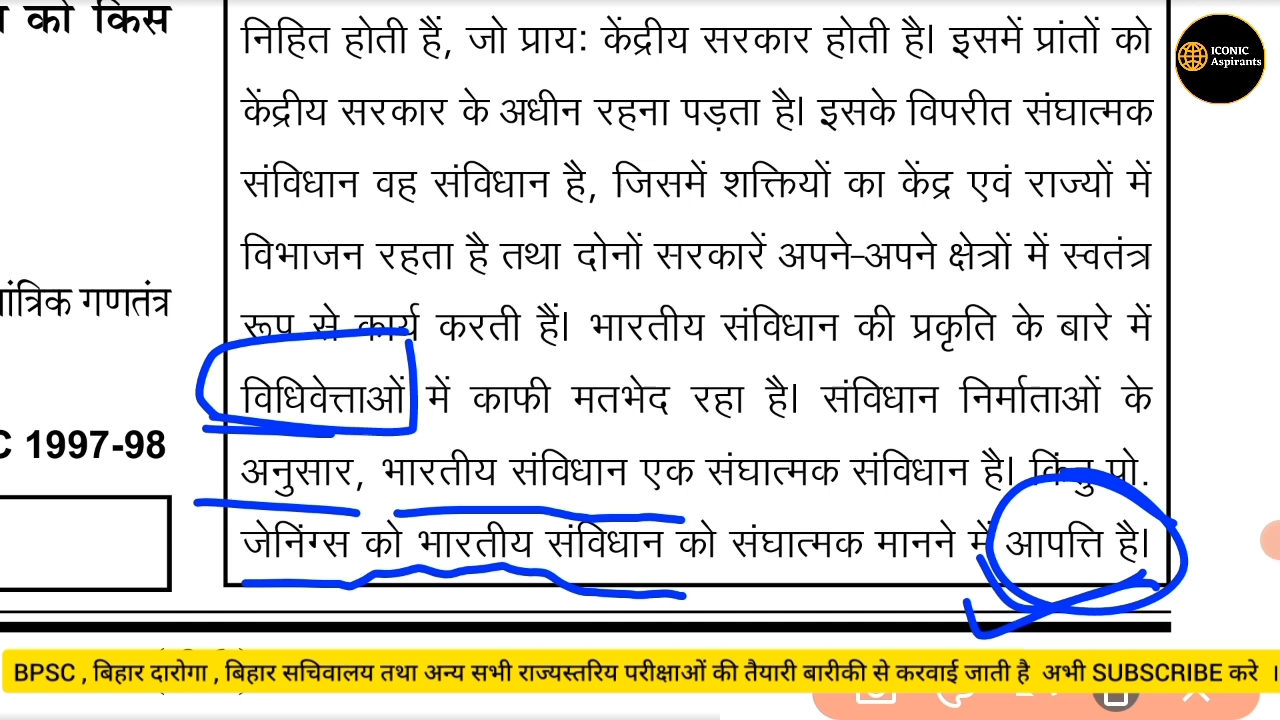 को किस
निहित होती हैं, जो प्रायः केंद्रीय सरकार होती है। इसमें प्रांतों को
ICONIC
Aspirants
केंद्रीय सरकार के अधीन रहना पड़ता है। इसके विपरीत संघात्मक
संविधान वह संविधान है, जिसमें शक्तियों का केंद्र एवं राज्यों में
विभाजन रहता है तथा दोनों सरकारें अपने-अपने क्षेत्रों में स्वतंत्र
गणतंत्र
रूप से कार्य करती हैं। भारतीय संविधान की प्रकृति के बारे में
विधिवेत्ताओं में काफी मतभेद रहा है। संविधान निर्माताओं के
1997-98
अनुसार, भारतीय संविधान एक संघात्मक संविधान है। किंतु प्रो.
जेनिंग्स को भारतीय संविधान को संघात्मक मानने में आपत्ति है।
BPSC , बिहार दारोगा , बिहार सचिवालय तथा अन्य सभी राज्यस्तरिय परीक्षाओं की तैयारी बारीकी से करवाई जाती है अभी SUBSCRIBE करे ।